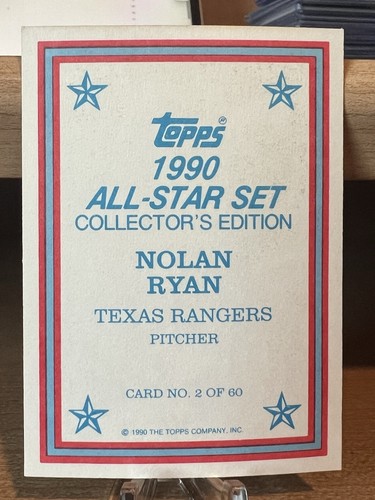 Topps®
1990
ALL-STAR SET
COLLECTOR'S EDITION
NOLAN
RYAN
TEXAS RANGERS
PITCHER
CARD NO. 2 OF 60
© 1990 THE TOPPS COMPANY, INC.